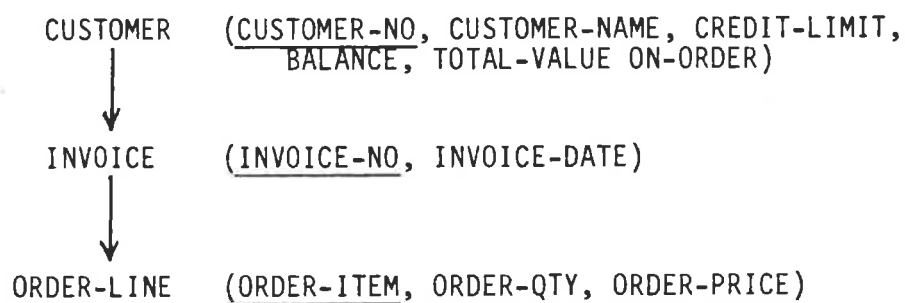 CUSTOMER (CUSTOMER-NO, CUSTOMER-NAME, CREDIT-LIMIT,
BALANCE, TOTAL-VALUE ON-ORDER)
INVOICE (INVOICE-NO, INVOICE-DATE)
ORDER-LINE (ORDER-ITEM, ORDER-QTY, ORDER-PRICE)